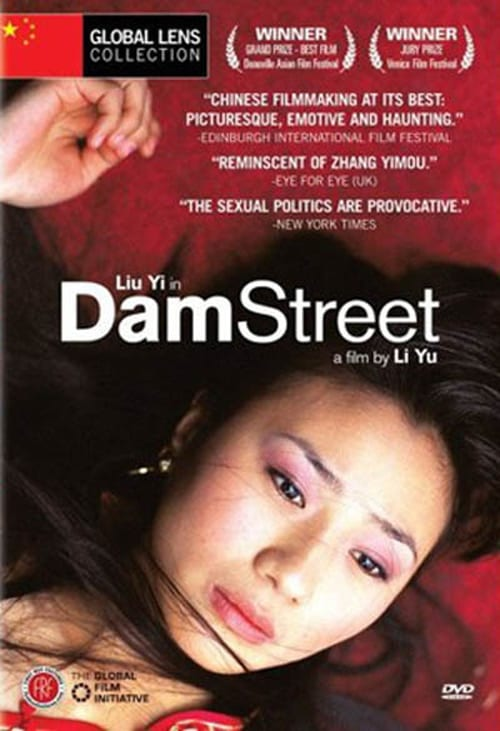 GLOBAL LENS
COLLECTION
WINNER
GRAND PRIZE - BEST FILM
Deauville Asian Film Festival
WINNER
JURY PRIZE
Venice Film Festival
“CHINESE FILMMAKING AT ITS BEST:
PICTURESQUE, EMOTIVE AND HAUNTING.”
-EDINBURGH INTERNATIONAL FILM FESTIVAL
“REMINSCENT OF ZHANG YIMOU.”
-EYE FOR EYE (UK)
“THE SEXUAL POLITICS ARE PROVOCATIVE.”
-NEW YORK TIMES
Liu Yi in
DamStreet
a film by Li Yu
FRF
THE GLOBAL
FILM
INITIATIVE
DVD